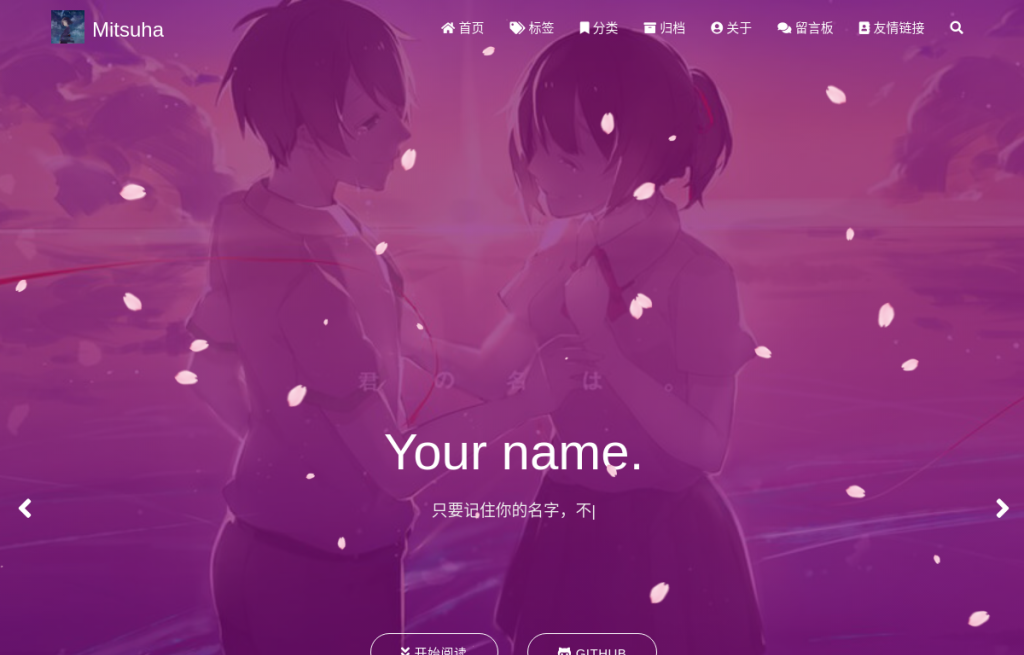 Mitsuha
首页 标签 分类 归档 关于 留言板 友情链接
君の名は。
Your name.
只要记住你的名字，不|
开始阅读 GITHUB